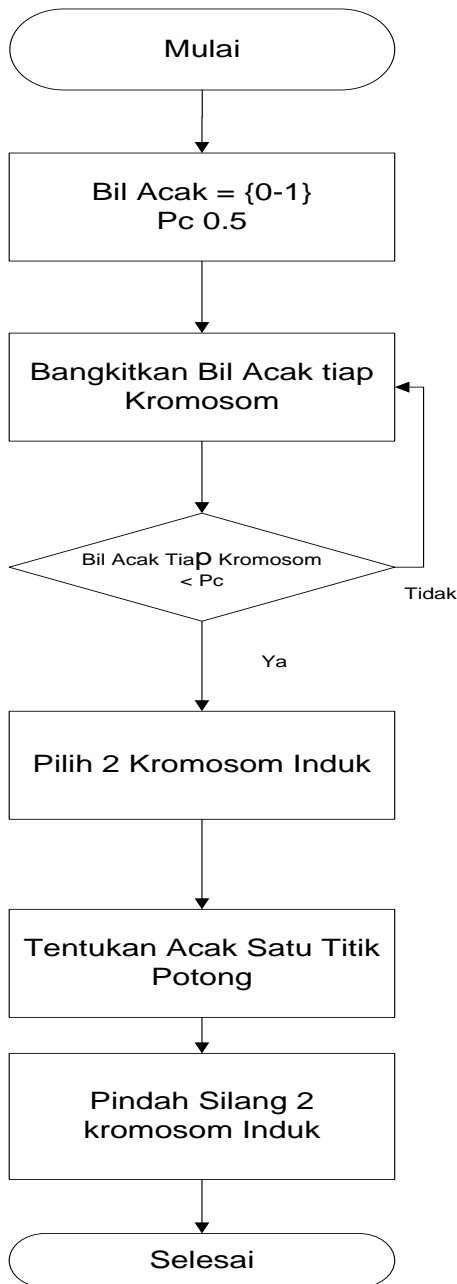 Mulai
Bil Acak = {0-1}
Pc 0.5
Bangkitkan Bil Acak tiap
Kromosom
Bil Acak Tiap Kromosom
< Pc
Tidak
Ya
Pilih 2 Kromosom Induk
Tentukan Acak Satu Titik
Potong
Pindah Silang 2
kromosom Induk
Selesai